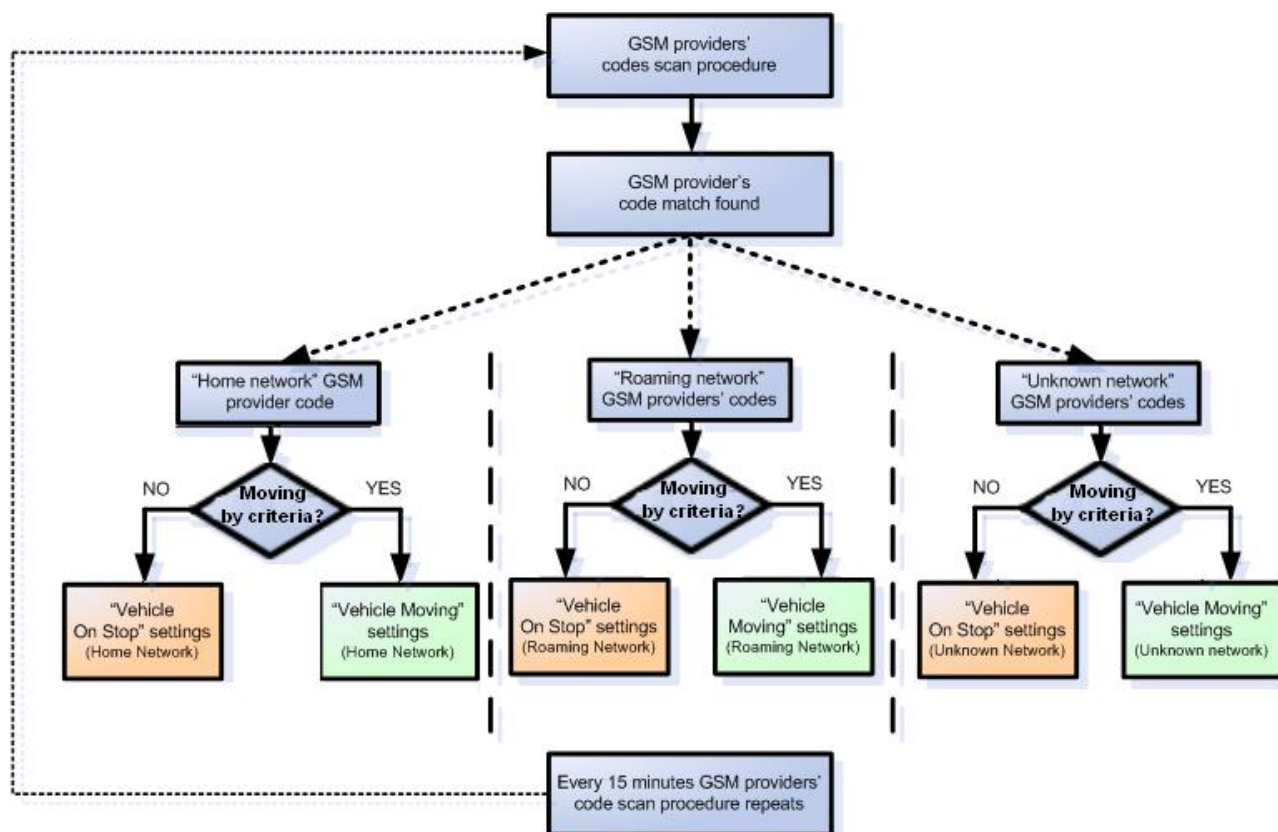 GSM providers'
codes scan procedure
GSM provider's
code match found
"Home network" GSM
provider code
"Roaming network"
GSM providers' codes
"Unknown network"
GSM providers' codes
NO
Moving
by criteria?
YES
NO
Moving
by criteria?
YES
NO
Moving
by criteria?
YES
"Vehicle
On Stop" settings
(Home Network)
"Vehicle Moving"
settings
(Home Network)
"Vehicle
On Stop" settings
(Roaming Network)
"Vehicle
Moving" settings
(Roaming Network)
"Vehicle
On Stop" settings
(Unknown Network)
"Vehicle Moving"
settings
(Unknown network)
Every 15 minutes GSM providers'
code scan procedure repeats